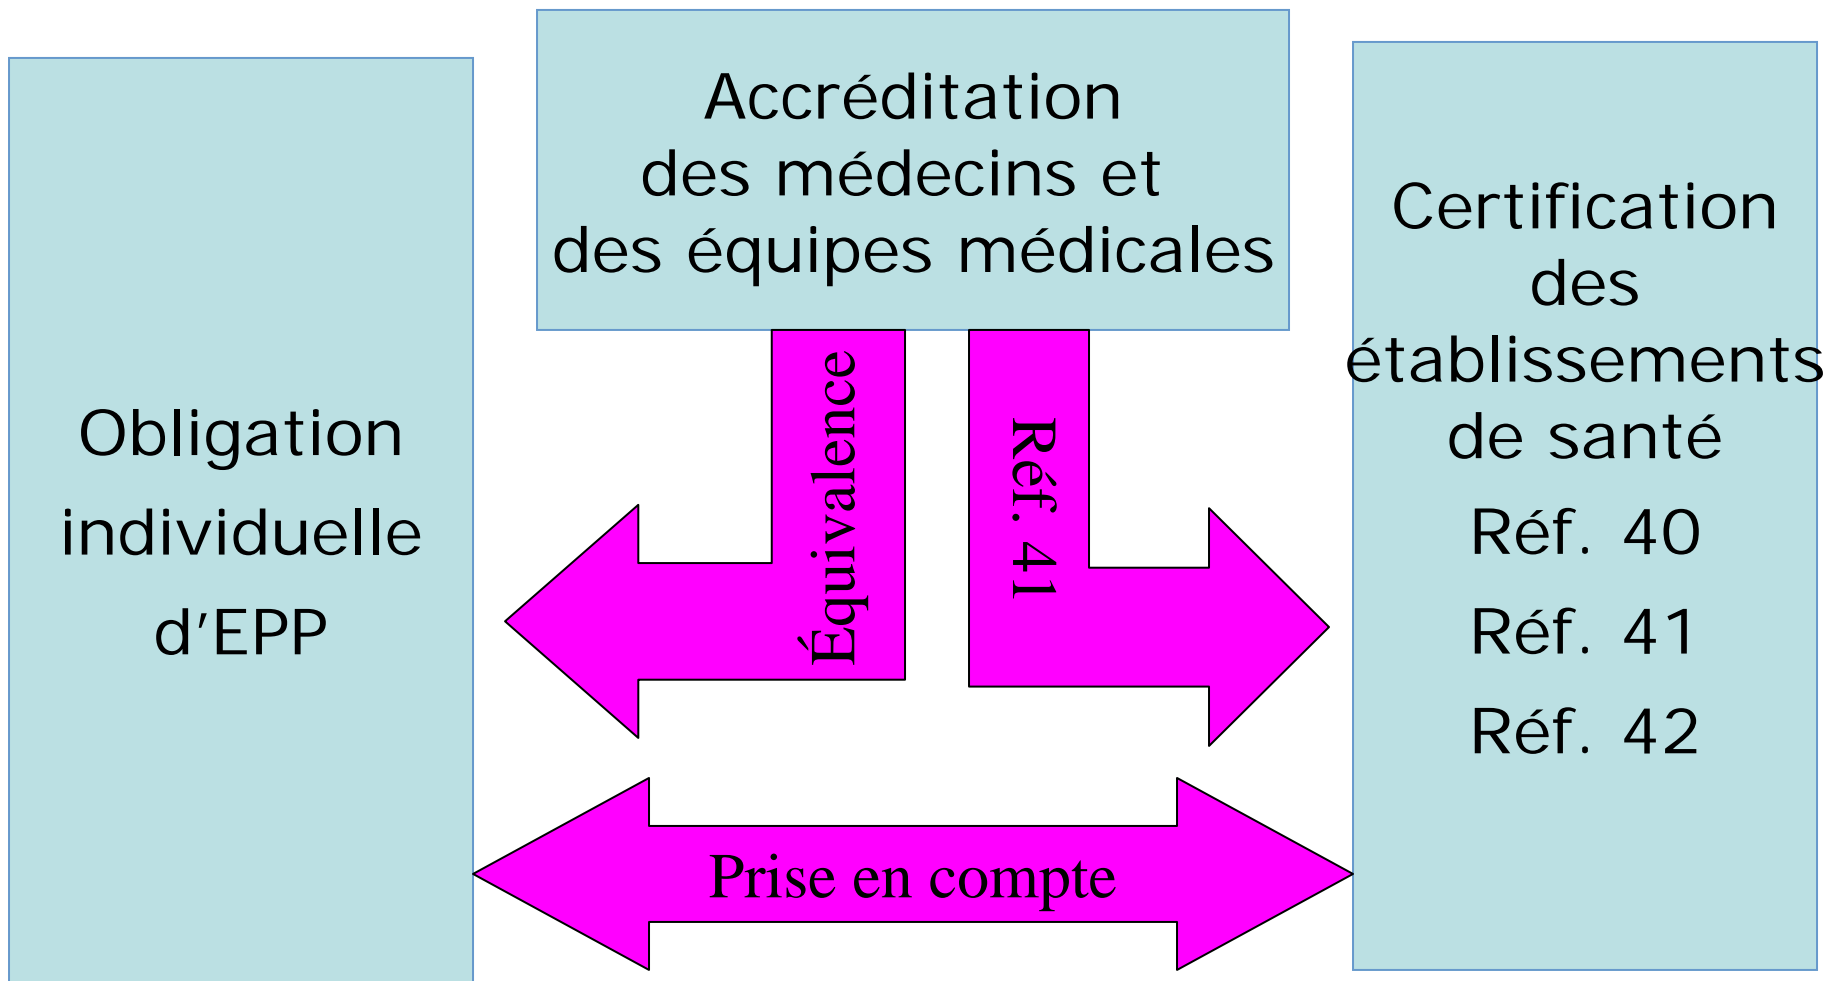 Accréditation
des médecins et
des équipes médicales
Obligation
individuelle
d’EPP
Équivalence
Réf. 41
Certification
des
établissements
de santé
Réf. 40
Réf. 41
Réf. 42
Prise en compte